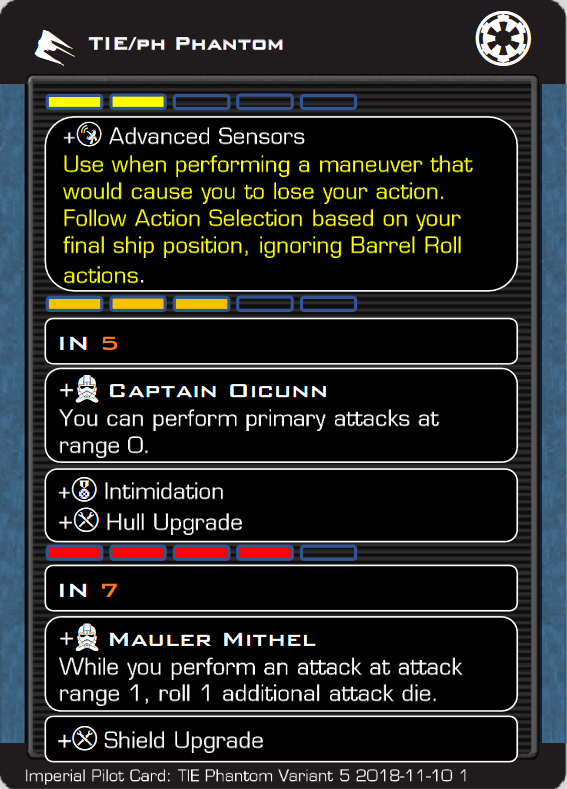 TIE/PH PHANTOM
+ Advanced Sensors
Use when performing a maneuver that
would cause you to lose your action.
Follow Action Selection based on your
final ship position, ignoring Barrel Roll
actions.
IN 5
+ CAPTAIN OICUNN
You can perform primary attacks at
range 0.
+ Intimidation
+ Hull Upgrade
IN 7
+ MAULER MITHEL
While you perform an attack at attack
range 1, roll 1 additional attack die.
+ Shield Upgrade
Imperial Pilot Card: TIE Phantom Variant 5 2018-11-10 1